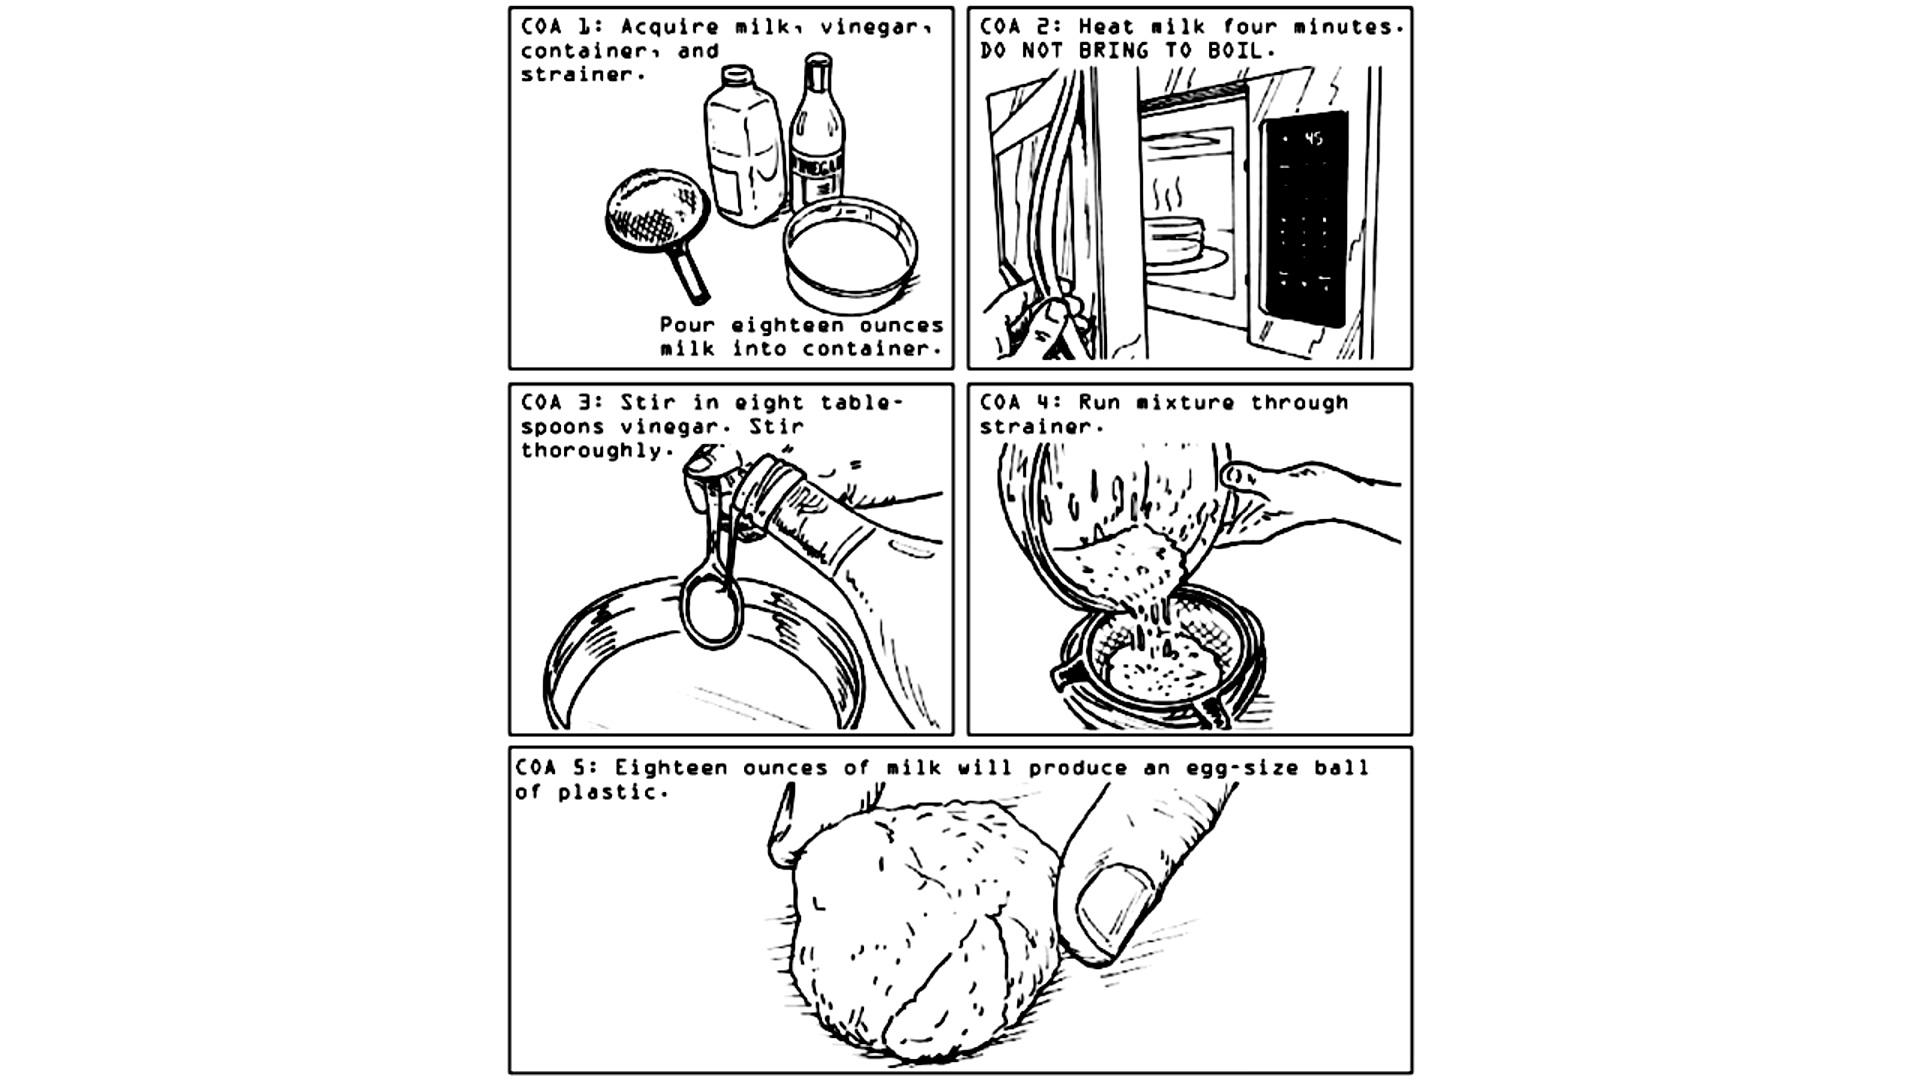 COA 1: Acquire milk, vinegar,
container, and
strainer.
VINEGAR
Pour eighteen ounces
milk into container.
COA 2: Heat milk four minutes.
DO NOT BRING TO BOIL.
45
COA 3: Stir in eight table-
spoons vinegar. Stir
thoroughly.
COA 4: Run mixture through
strainer.
COA 5: Eighteen ounces of milk will produce an egg-size ball
of plastic.